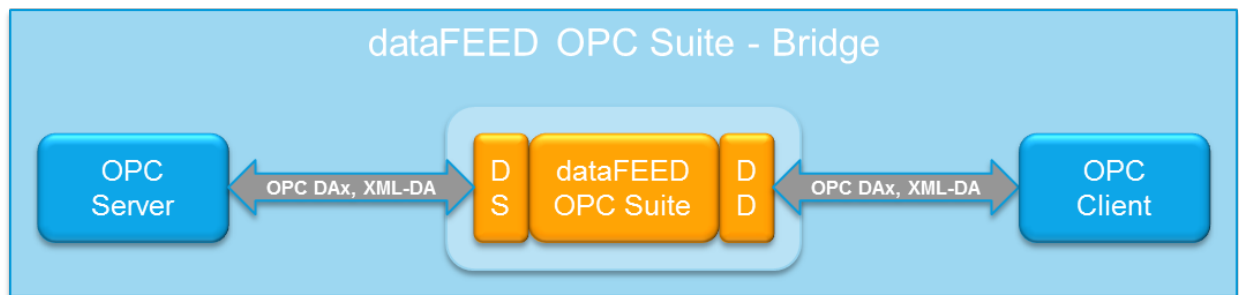 dataFEED OPC Suite - Bridge
OPC
Server
OPC DAx, XML-DA
D
S
dataFEED
OPC Suite
D
D
OPC DAx, XML-DA
OPC
Client